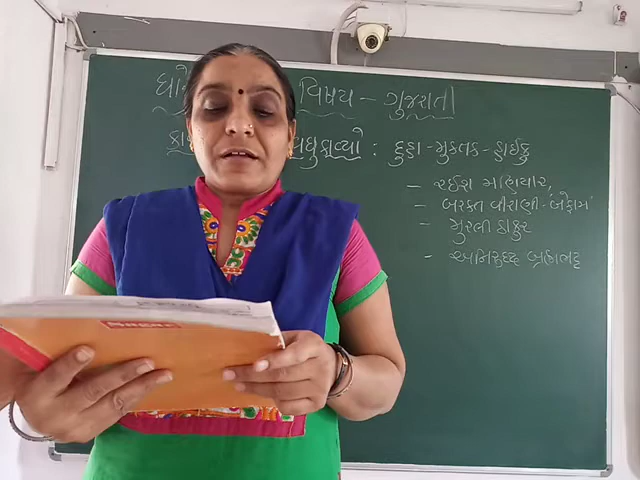 વિષય - ગુજરાતી
લઘુકાવ્યો : દુહા - મુક્તક - હાઈકુ
- રઈશ મણિયાર,
- બરકત વીરાણી - બેફામ
- મુરલી ઠાકુર
- અનિરુદ્ધ બ્રહ્મભટ્ટ